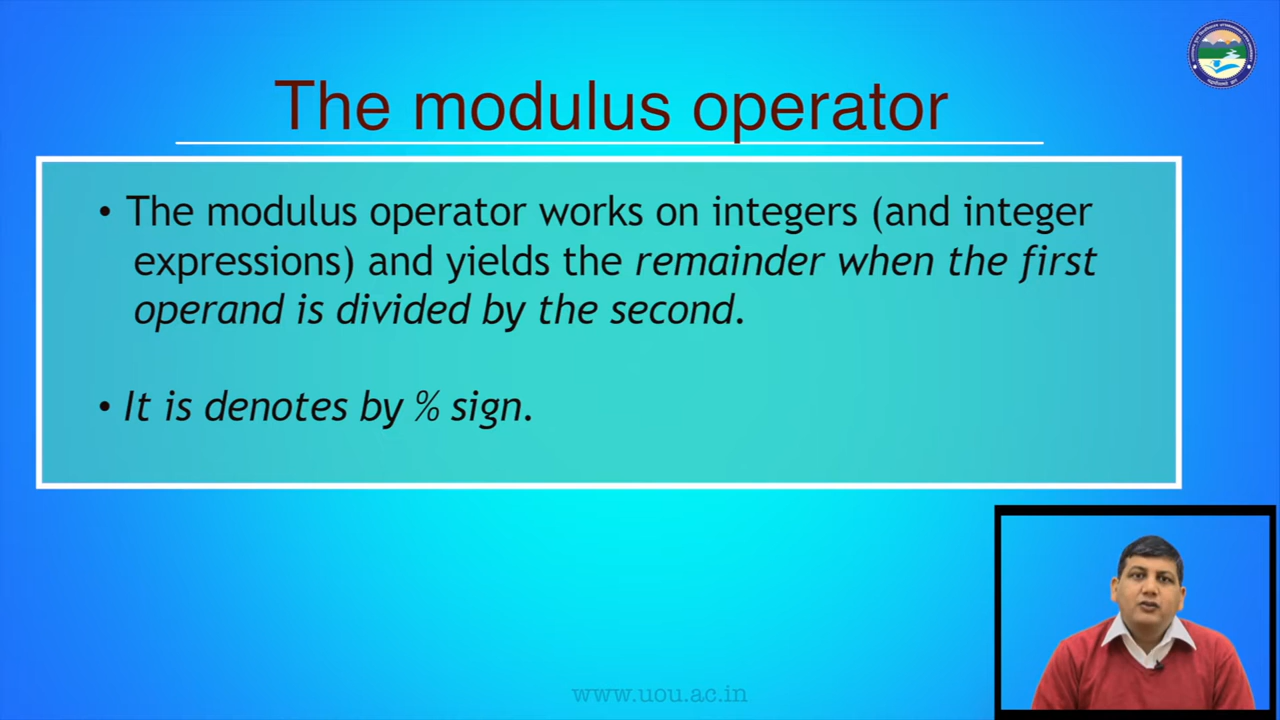 The modulus operator
• The modulus operator works on integers (and integer
expressions) and yields the remainder when the first
operand is divided by the second.
• It is denotes by % sign.
www.uou.ac.in